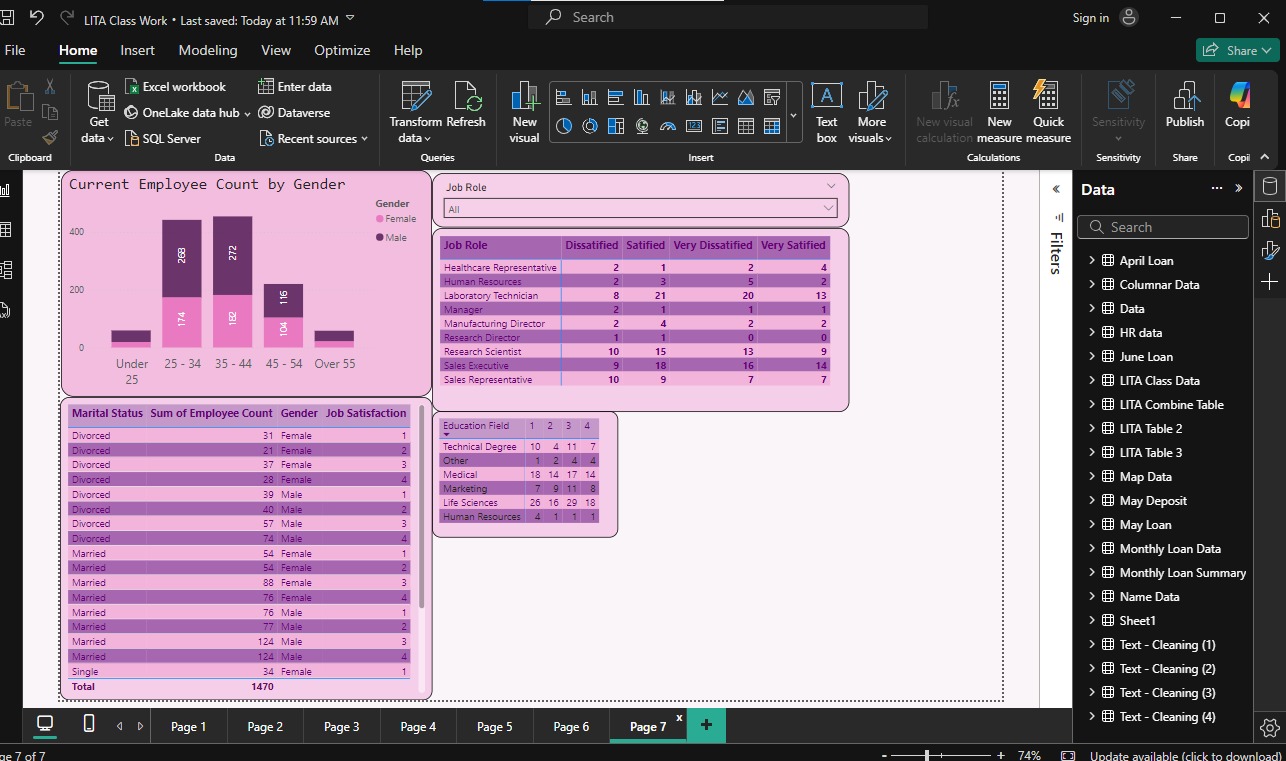 LITA Class Work • Last saved: Today at 11:59 AM
Search
Sign in
File Home Insert Modeling View Optimize Help
Share
Paste
Clipboard
Get data
Excel workbook
OneLake data hub
SQL Server
Enter data
Dataverse
Recent sources
Data
Transform data
Refresh
Queries
New visual
Text box
More visuals
Insert
New visual calculation
New measure
Quick measure
Calculations
Sensitivity
Sensitivity
Publish
Share
Copi
Copil
Current Employee Count by Gender
Gender
Female
Male
400
200
0
268
174
272
182
116
104
Under 25
25 - 34
35 - 44
45 - 54
Over 55
Job Role
All
Job Role Dissatified Satified Very Dissatified Very Satified
Healthcare Representative 2 1 2 4
Human Resources 2 3 5 2
Laboratory Technician 8 21 20 13
Manager 2 1 1 1
Manufacturing Director 2 4 2 2
Research Director 1 1 0 0
Research Scientist 10 15 13 9
Sales Executive 9 18 16 14
Sales Representative 10 9 7 7
Marital Status Sum of Employee Count Gender Job Satisfaction
Divorced 31 Female 1
Divorced 21 Female 2
Divorced 37 Female 3
Divorced 28 Female 4
Divorced 39 Male 1
Divorced 40 Male 2
Divorced 57 Male 3
Divorced 74 Male 4
Married 54 Female 1
Married 54 Female 2
Married 88 Female 3
Married 76 Female 4
Married 76 Male 1
Married 77 Male 2
Married 124 Male 3
Married 124 Male 4
Single 34 Female 1
Total 1470
Education Field 1 2 3 4
Technical Degree 10 4 11 7
Other 1 2 4 4
Medical 18 14 17 14
Marketing 7 9 11 8
Life Sciences 26 16 29 18
Human Resources 4 1 1 1
Filters
Data
Search
April Loan
Columnar Data
Data
HR data
June Loan
LITA Class Data
LITA Combine Table
LITA Table 2
LITA Table 3
Map Data
May Deposit
May Loan
Monthly Loan Data
Monthly Loan Summary
Name Data
Sheet1
Text - Cleaning (1)
Text - Cleaning (2)
Text - Cleaning (3)
Text - Cleaning (4)
Page 1 Page 2 Page 3 Page 4 Page 5 Page 6 Page 7 x +
ge 7 of 7
- + 74% Update available (click to download)